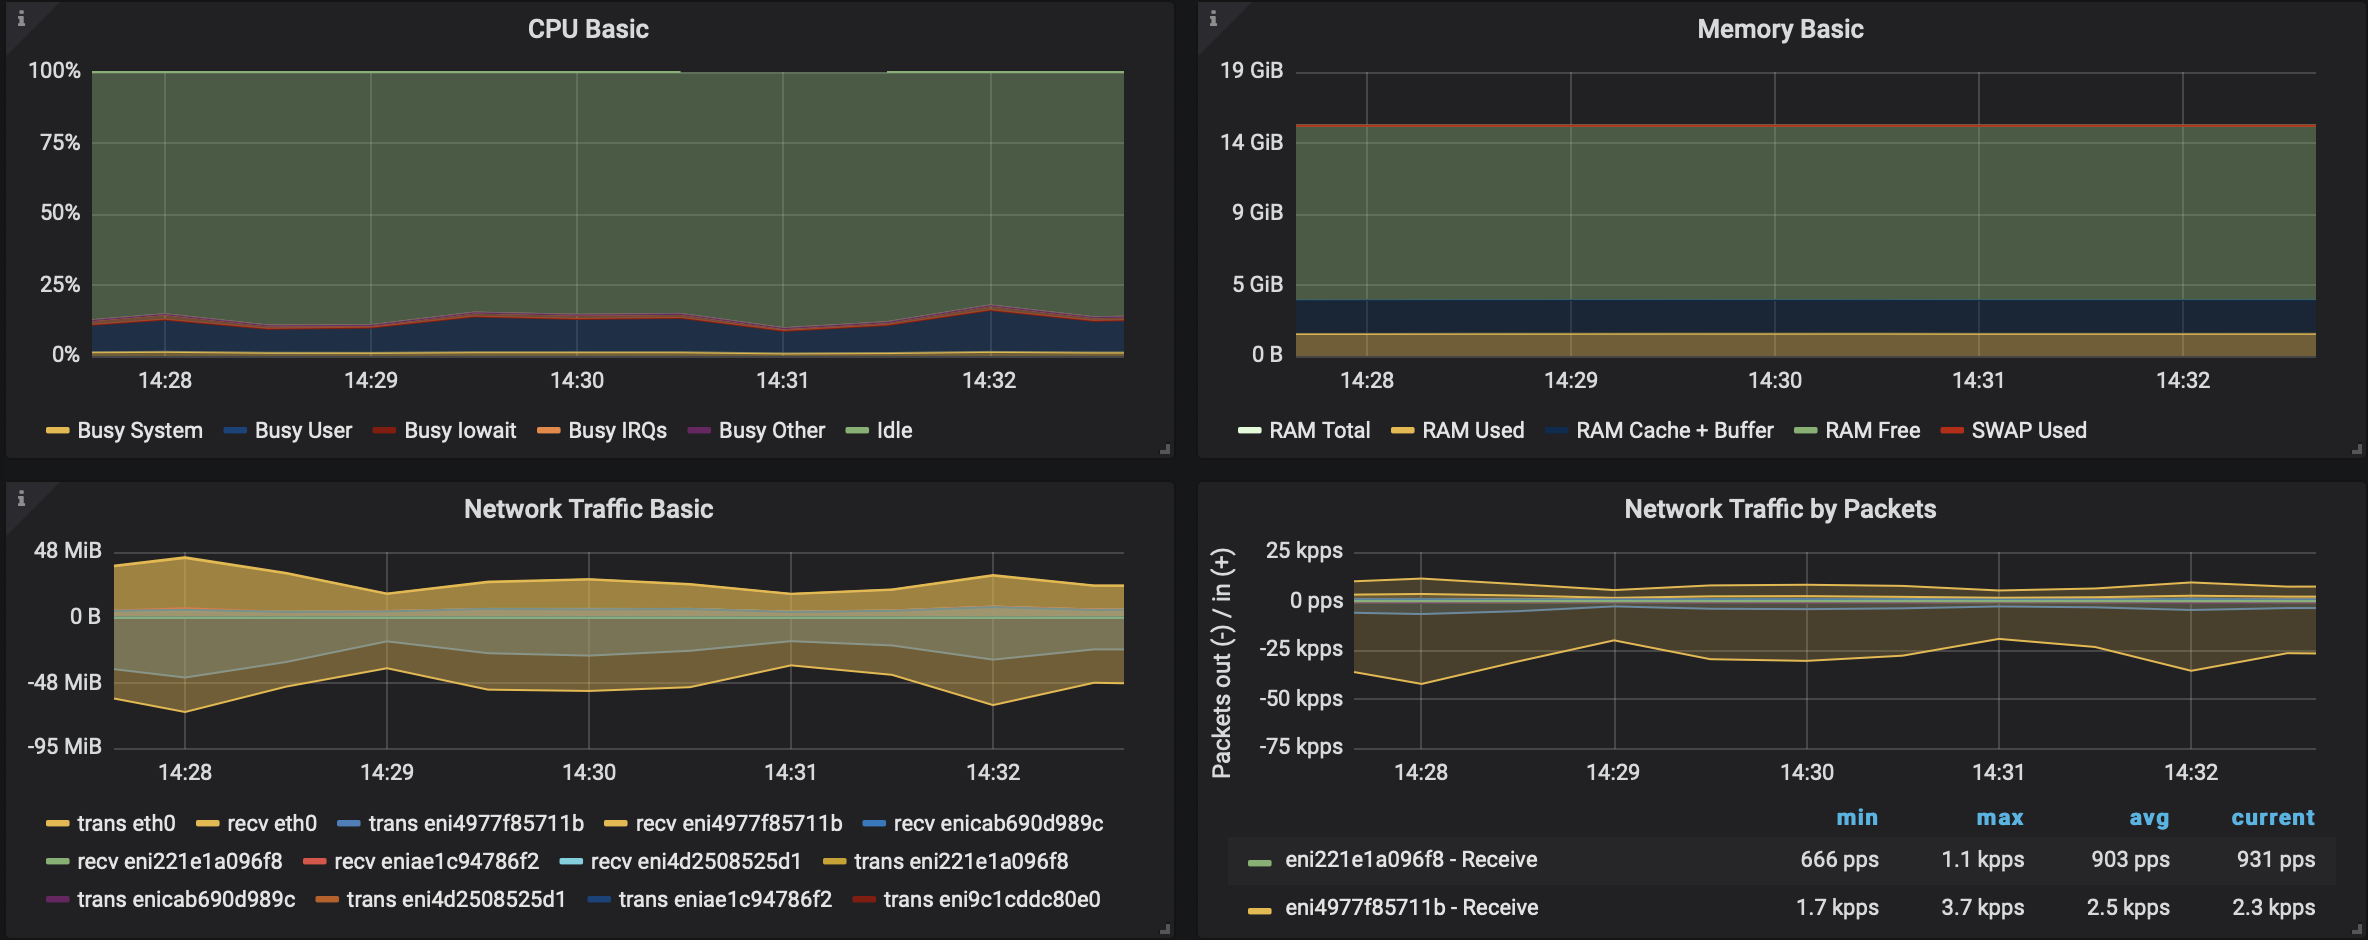 CPU Basic
100%
75%
50%
25%
0%
14:28 14:29 14:30 14:31 14:32
Busy System Busy User Busy Iowait Busy IRQs Busy Other Idle
Memory Basic
19 GiB
14 GiB
9 GiB
5 GiB
0 B
14:28 14:29 14:30 14:31 14:32
RAM Total RAM Used RAM Cache + Buffer RAM Free SWAP Used
Network Traffic Basic
48 MiB
0 B
-48 MiB
-95 MiB
14:28 14:29 14:30 14:31 14:32
trans eth0 recv eth0 trans eni4977f85711b recv eni4977f85711b recv enicab690d989c
recv eni221e1a096f8 recv eniae1c94786f2 recv eni4d2508525d1 trans eni221e1a096f8
trans enicab690d989c trans eni4d2508525d1 trans eniae1c94786f2 trans eni9c1cddc80e0
Network Traffic by Packets
Packets out (-) / in (+)
25 kpps
0 pps
-25 kpps
-50 kpps
-75 kpps
14:28 14:29 14:30 14:31 14:32
min max avg current
eni221e1a096f8 - Receive 666 pps 1.1 kpps 903 pps 931 pps
eni4977f85711b - Receive 1.7 kpps 3.7 kpps 2.5 kpps 2.3 kpps